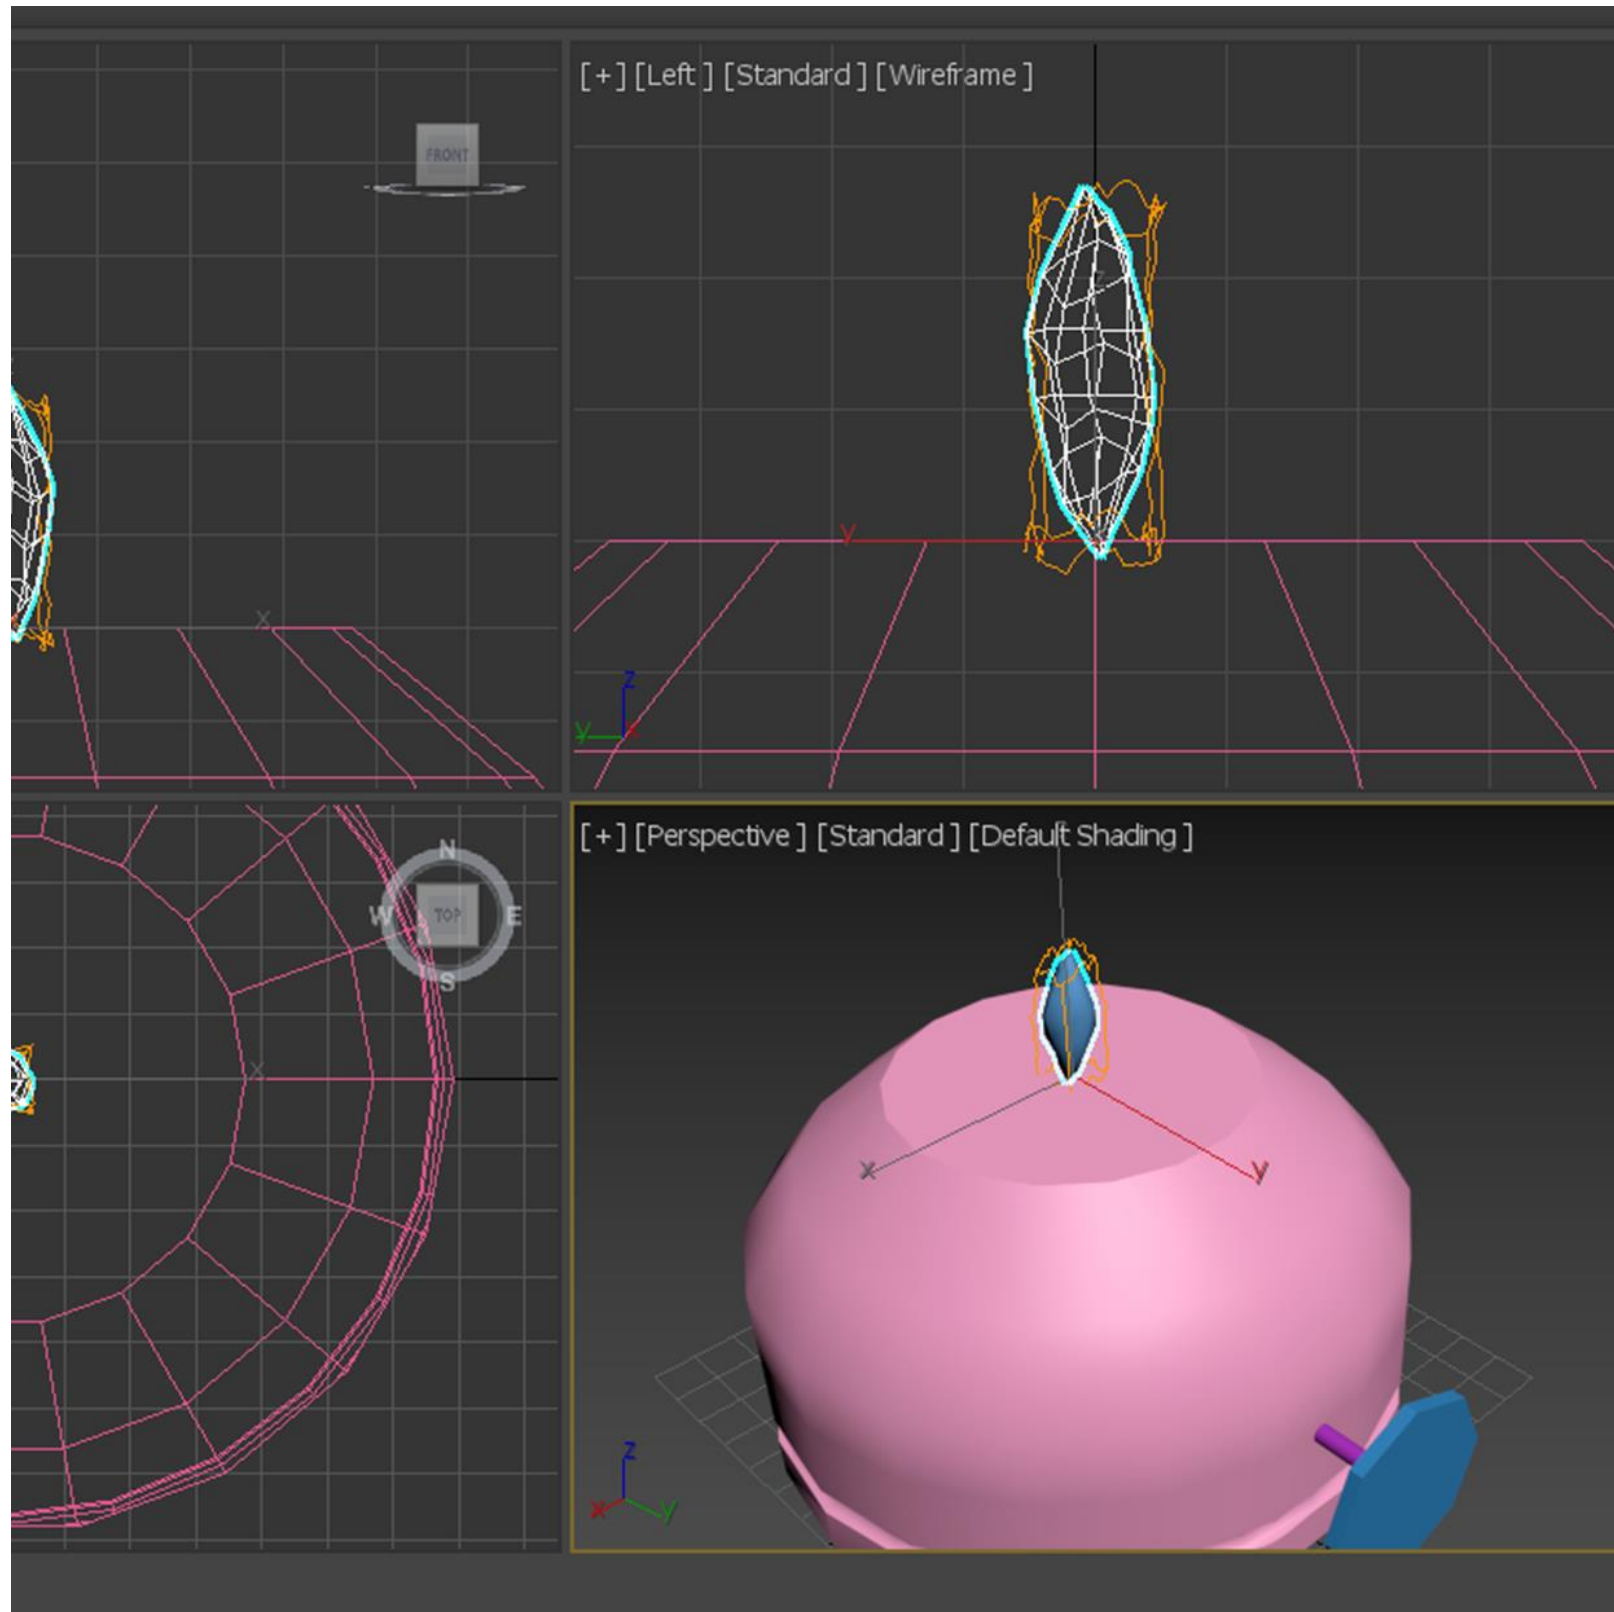 [+] [Left ] [Standard ] [Wireframe ]
FRONT
z
y
x
z
y x
[+] [Perspective ] [Standard ] [Default Shading ]
N
W TOP E
S
x
x y
z
x y